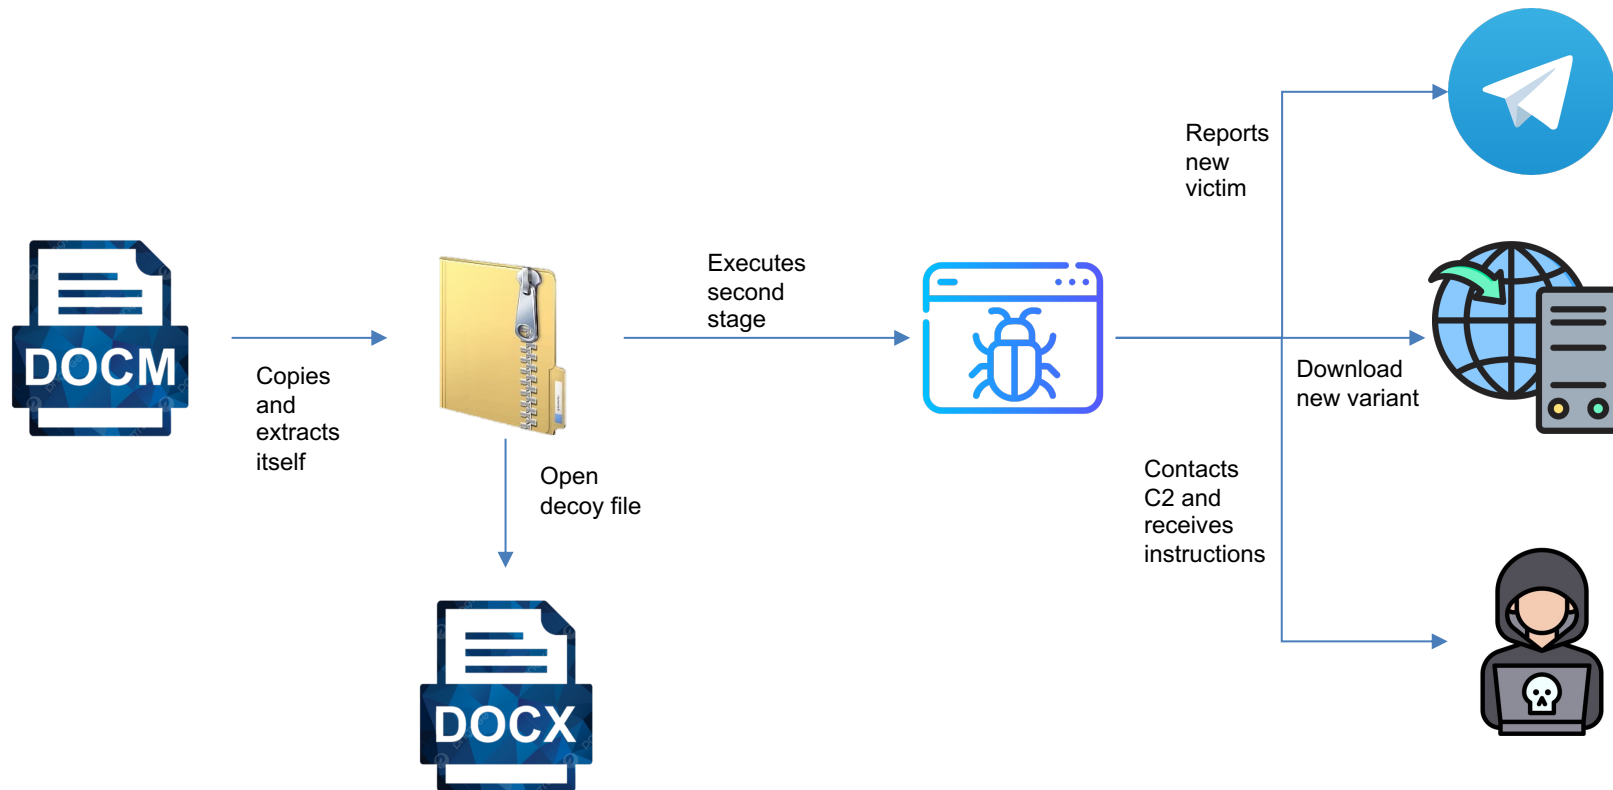 Reports
new
victim
DOCM
Copies
and
extracts
itself
Executes
second
stage
Download
new variant
Open
decoy file
Contacts
C2 and
receives
instructions
DOCX